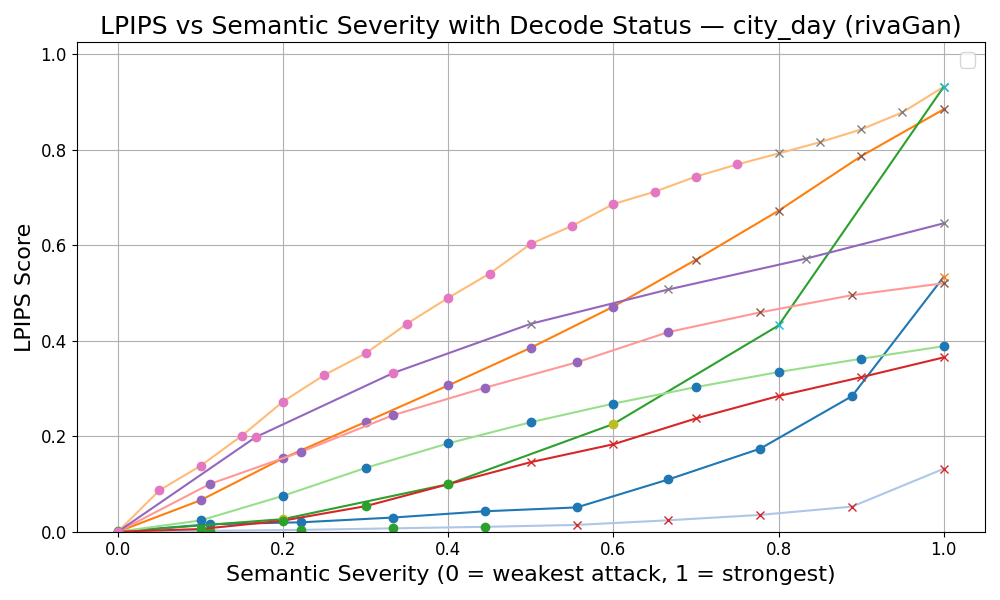 LPIPS vs Semantic Severity with Decode Status — city_day (rivaGan)
1.0
0.8
0.6
0.4
0.2
0.0
LPIPS Score
0.0 0.2 0.4 0.6 0.8 1.0
Semantic Severity (0 = weakest attack, 1 = strongest)